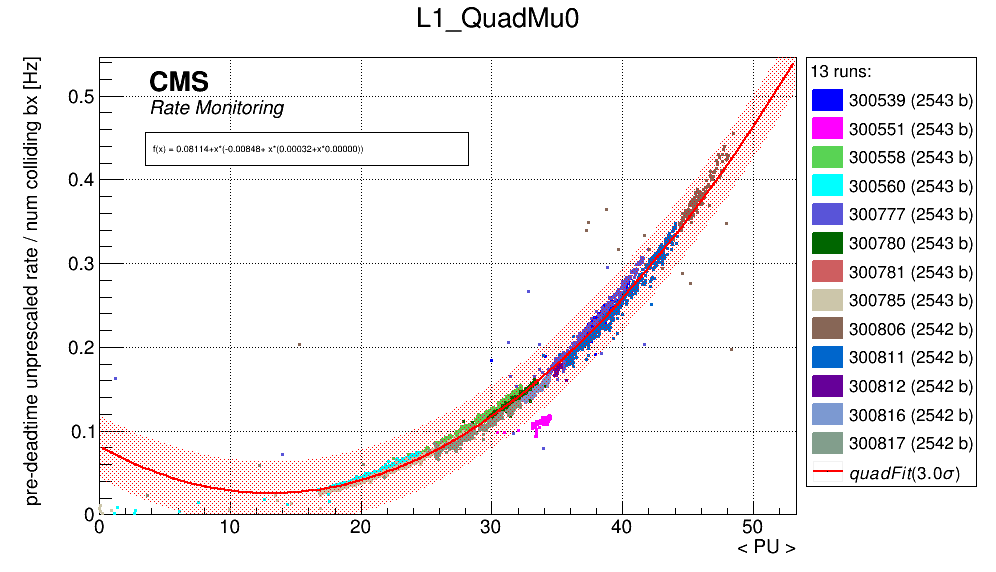 L1_QuadMu0
pre-deadtime unprescaled rate / num colliding bx [Hz]
CMS
Rate Monitoring
f(x) = 0.08114+x*(-0.00848+ x*(0.00032+x*0.00000))
0.5
0.4
0.3
0.2
0.1
0
0 10 20 30 40 50
< PU >
13 runs:
300539 (2543 b)
300551 (2543 b)
300558 (2543 b)
300560 (2543 b)
300777 (2543 b)
300780 (2543 b)
300781 (2543 b)
300785 (2543 b)
300806 (2542 b)
300811 (2542 b)
300812 (2542 b)
300816 (2542 b)
300817 (2542 b)
quadFit(3.0σ)